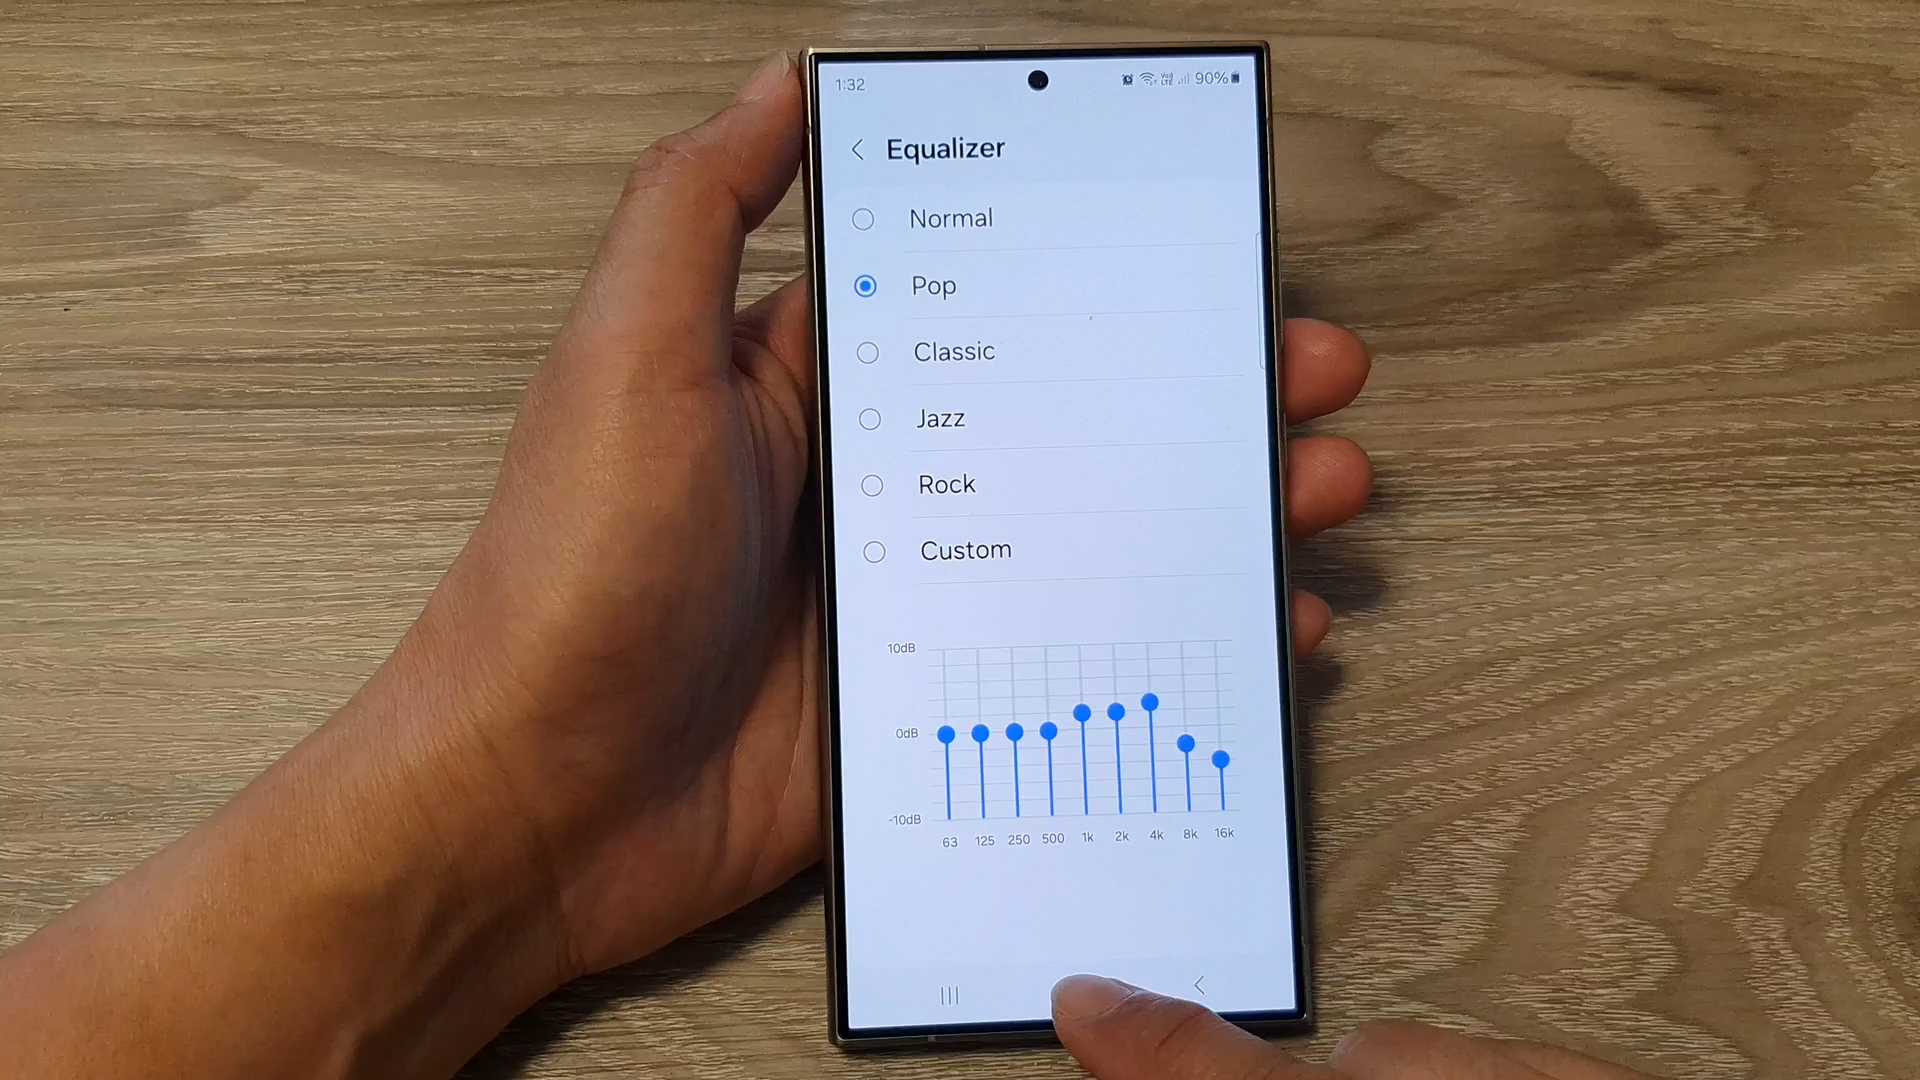 1:32 90%
Equalizer
Normal
Pop
Classic
Jazz
Rock
Custom
10dB
0dB
-10dB
63 125 250 500 1k 2k 4k 8k 16k